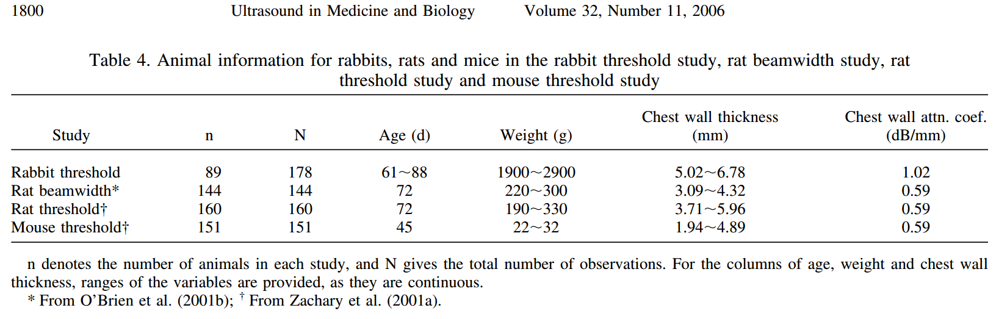 1800 Ultrasound in Medicine and Biology Volume 32, Number 11, 2006
Table 4. Animal information for rabbits, rats and mice in the rabbit threshold study, rat beamwidth study, rat
threshold study and mouse threshold study
Chest wall thickness Chest wall attn. coef.
Study n N Age (d) Weight (g) (mm) (dB/mm)
Rabbit threshold 89 178 61~88 1900~2900 5.02~6.78 1.02
Rat beamwidth* 144 144 72 220~300 3.09~4.32 0.59
Rat threshold† 160 160 72 190~330 3.71~5.96 0.59
Mouse threshold† 151 151 45 22~32 1.94~4.89 0.59
n denotes the number of animals in each study, and N gives the total number of observations. For the columns of age, weight and chest wall
thickness, ranges of the variables are provided, as they are continuous.
* From O’Brien et al. (2001b); † From Zachary et al. (2001a).